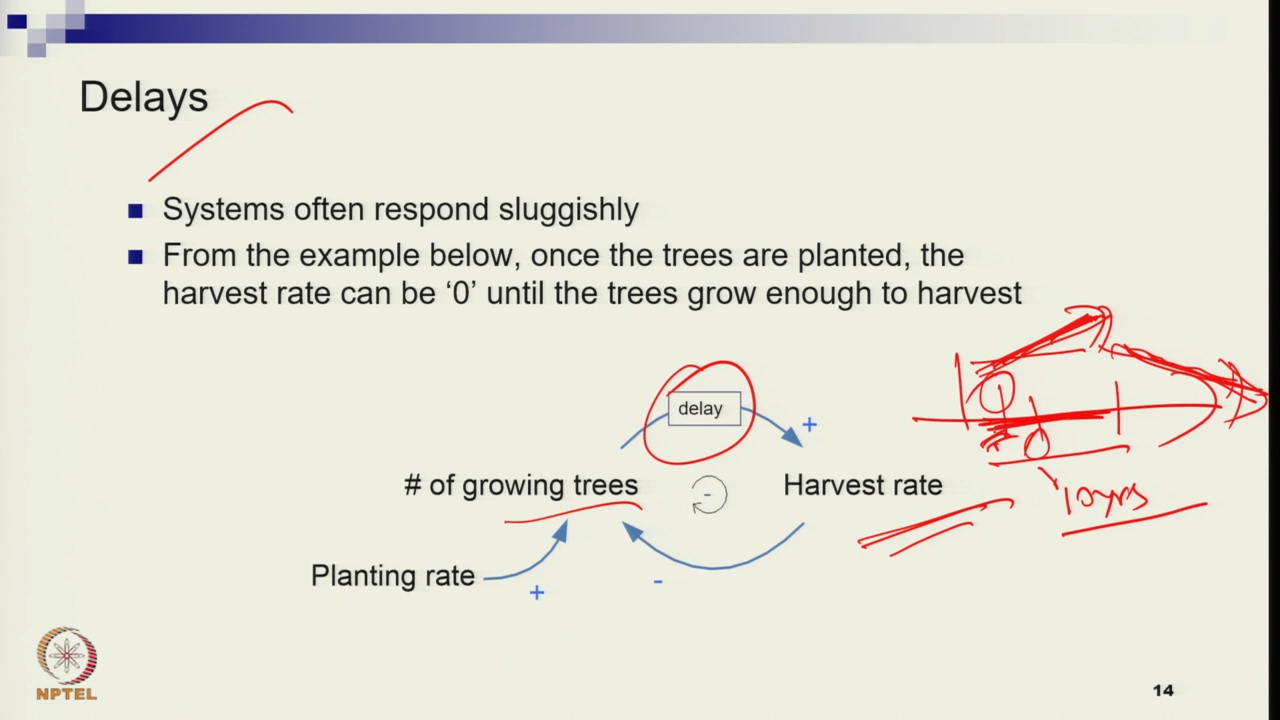 Delays
Systems often respond sluggishly
From the example below, once the trees are planted, the
harvest rate can be ‘0’ until the trees grow enough to harvest
delay
+
# of growing trees
-
Harvest rate
10yrs
Planting rate
+
-
NPTEL
14